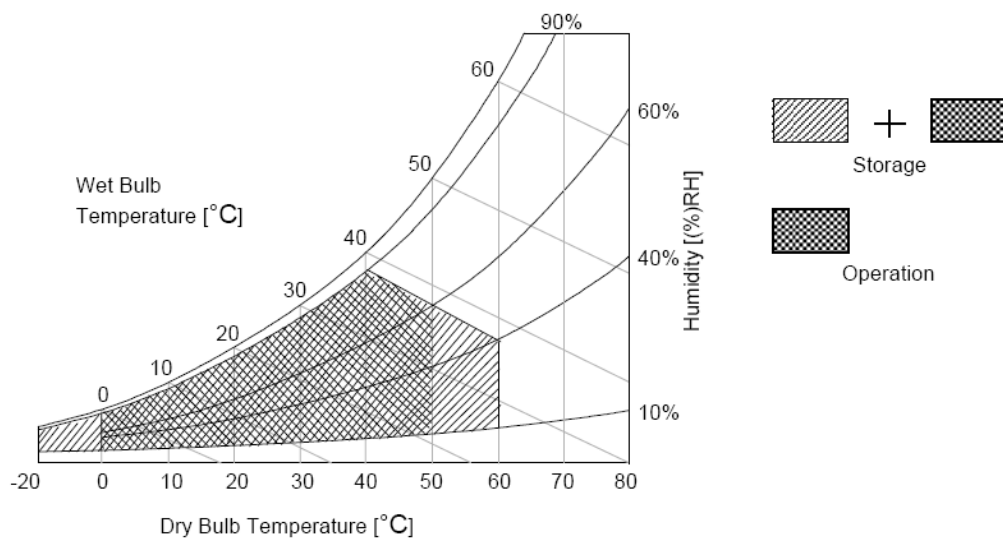 90%
60
60%
50
Wet Bulb
Temperature [°C]
40
40%
Humidity [(%)RH]
30
20
10
0
10%
-20 0 10 20 30 40 50 60 70 80
Dry Bulb Temperature [°C]
+
Storage
Operation